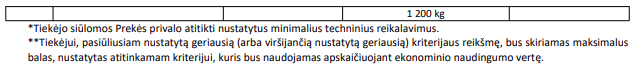 1 200 kg
*Tiekėjo siūlomos Prekės privalo atitikti nustatytus minimalius techninius reikalavimus.
**Tiekėjui, pasiūliusiam nustatytą geriausią (arba viršijančią nustatytą geriausią) kriterijaus reikšmę, bus skiriamas maksimalus
balas, nustatytas atitinkamam kriterijui, kuris bus naudojamas apskaičiuojant ekonominio naudingumo vertę.